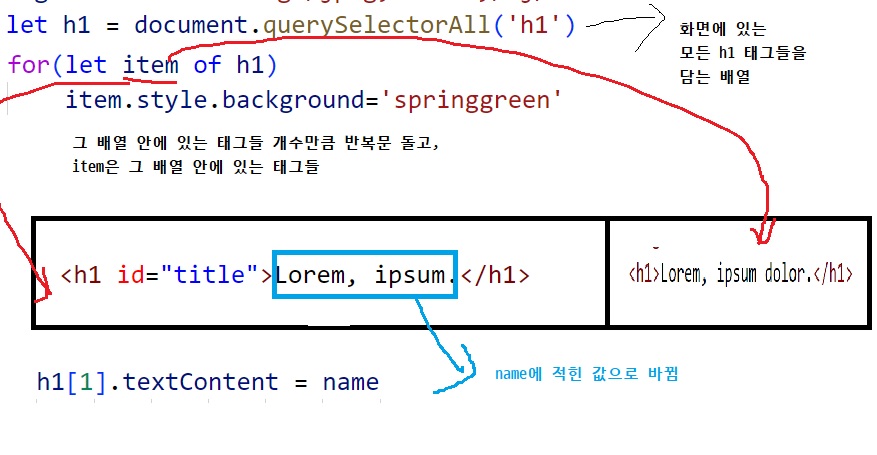 let h1 = document.querySelectorAll('h1')
화면에 있는
모든 h1 태그들을
담는 배열
for(let item of h1)
item.style.background='springgreen'
그 배열 안에 있는 태그들 개수만큼 반복문 돌고,
item은 그 배열 안에 있는 태그들
<h1 id="title">Lorem, ipsum.</h1>
<h1>Lorem, ipsum dolor.</h1>
name에 적힌 값으로 바뀜
h1[1].textContent = name